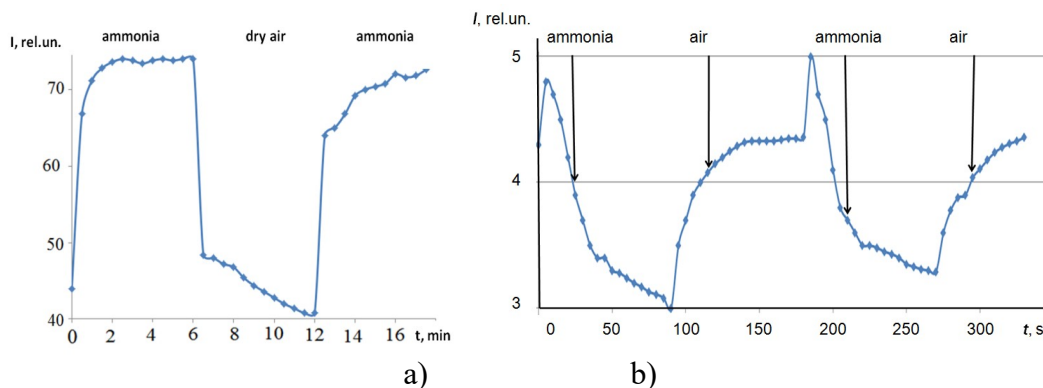 I, rel.un.
ammonia
dry air
ammonia
70
60
50
40
0 2 4 6 8 10 12 14 16 t, min
a)
I, rel.un.
ammonia
air
ammonia
air
5
4
3
0 50 100 150 200 250 300 t, s
b)